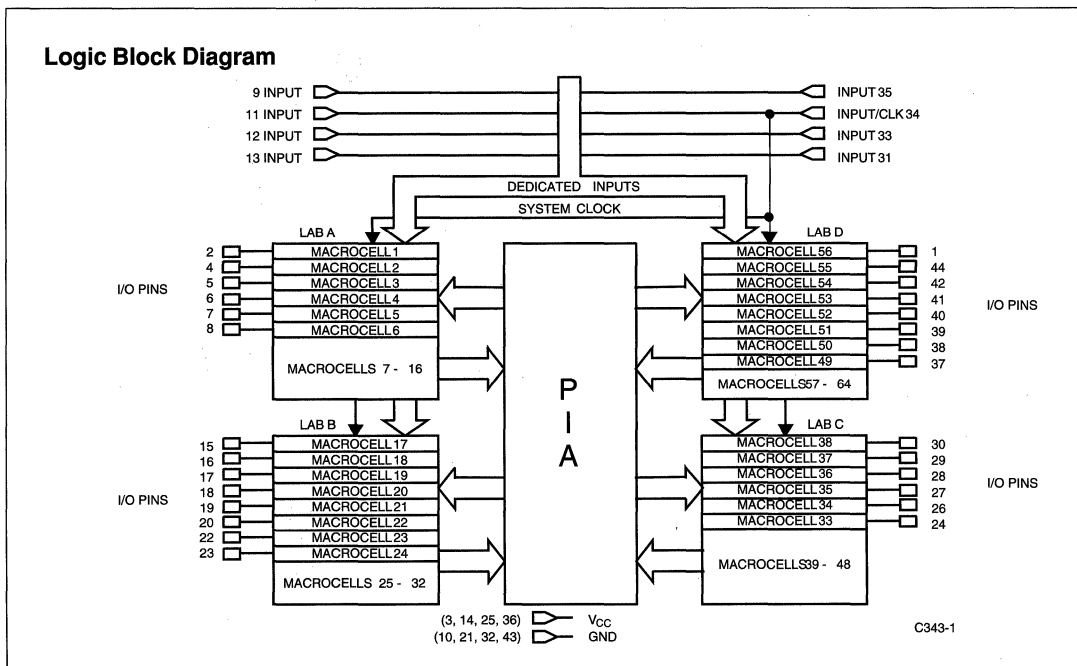 Logic Block Diagram
9 INPUT
11 INPUT
12 INPUT
13 INPUT
INPUT 35
INPUT/CLK 34
INPUT 33
INPUT 31
DEDICATED INPUTS
SYSTEM CLOCK
LAB A
2 MACROCELL 1
4 MACROCELL 2
5 MACROCELL 3
6 MACROCELL 4
7 MACROCELL 5
8 MACROCELL 6
MACROCELLS 7 - 16
I/O PINS
LAB B
15 MACROCELL 17
16 MACROCELL 18
17 MACROCELL 19
18 MACROCELL 20
19 MACROCELL 21
20 MACROCELL 22
22 MACROCELL 23
23 MACROCELL 24
MACROCELLS 25 - 32
I/O PINS
P
I
A
LAB D
MACROCELL 56 1
MACROCELL 55 44
MACROCELL 54 42
MACROCELL 53 41
MACROCELL 52 40
MACROCELL 51 39
MACROCELL 50 38
MACROCELL 49 37
MACROCELLS57 - 64
I/O PINS
LAB C
MACROCELL 38 30
MACROCELL 37 29
MACROCELL 36 28
MACROCELL 35 27
MACROCELL 34 26
MACROCELL 33 24
MACROCELLS39 - 48
I/O PINS
(3, 14, 25, 36) VCC
(10, 21, 32, 43) GND
C343-1